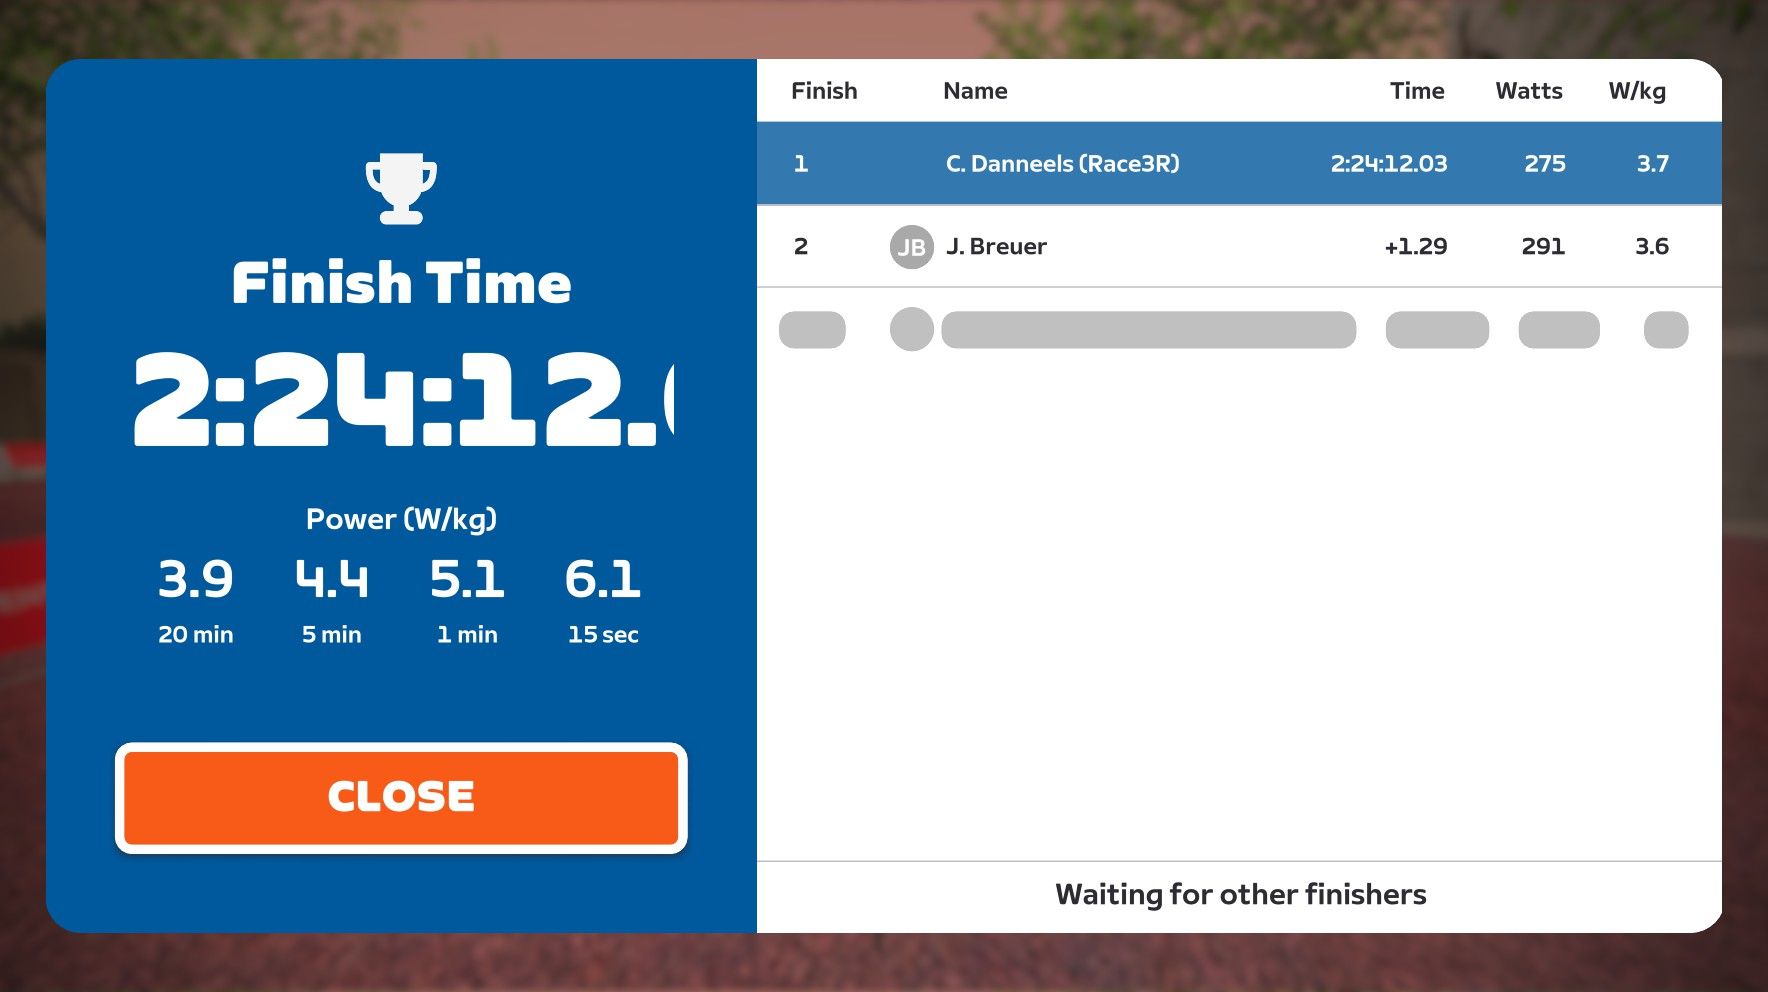 Finish Time
2:24:12.
Power (W/kg)
3.9 4.4 5.1 6.1
20 min 5 min 1 min 15 sec
CLOSE
Finish Name Time Watts W/kg
1 C. Danneels (Race3R) 2:24:12.03 275 3.7
2 JB J. Breuer +1.29 291 3.6
Waiting for other finishers